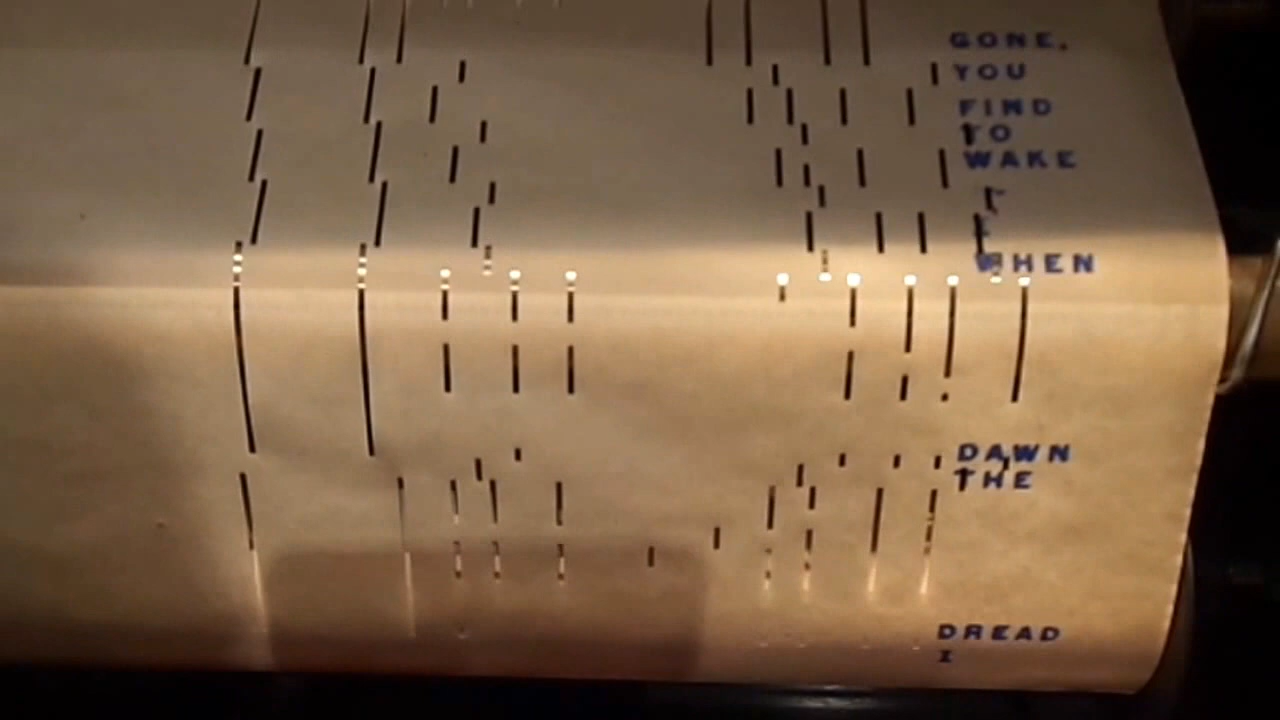 GONE.
YOU
FIND
TO
WAKE
WHEN
DAWN
THE
DREAD
I